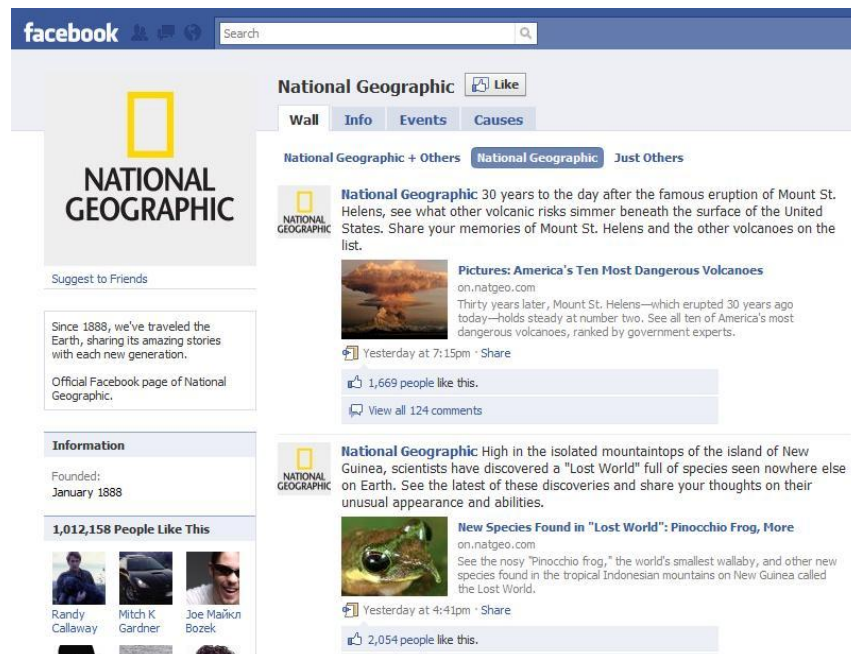 facebook
Search
NATIONAL
GEOGRAPHIC
Suggest to Friends
Since 1888, we've traveled the
Earth, sharing its amazing stories
with each new generation.
Official Facebook page of National
Geographic.
Information
Founded:
January 1888
1,012,158 People Like This
Randy
Callaway
Mitch K
Gardner
Joe Майкл
Bozek
National Geographic
Like
Wall Info Events Causes
National Geographic + Others National Geographic Just Others
NATIONAL
GEOGRAPHIC
National Geographic 30 years to the day after the famous eruption of Mount St.
Helens, see what other volcanic risks simmer beneath the surface of the United
States. Share your memories of Mount St. Helens and the other volcanoes on the
list.
Pictures: America's Ten Most Dangerous Volcanoes
on.natgeo.com
Thirty years later, Mount St. Helens—which erupted 30 years ago
today—holds steady at number two. See all ten of America's most
dangerous volcanoes, ranked by government experts.
Yesterday at 7:15pm · Share
1,669 people like this.
View all 124 comments
NATIONAL
GEOGRAPHIC
National Geographic High in the isolated mountaintops of the island of New
Guinea, scientists have discovered a "Lost World" full of species seen nowhere else
on Earth. See the latest of these discoveries and share your thoughts on their
unusual appearance and abilities.
New Species Found in "Lost World": Pinocchio Frog, More
on.natgeo.com
See the nosy "Pinocchio frog," the world's smallest wallaby, and other new
species found in the tropical Indonesian mountains on New Guinea called
the Lost World.
Yesterday at 4:41pm · Share
2,054 people like this.